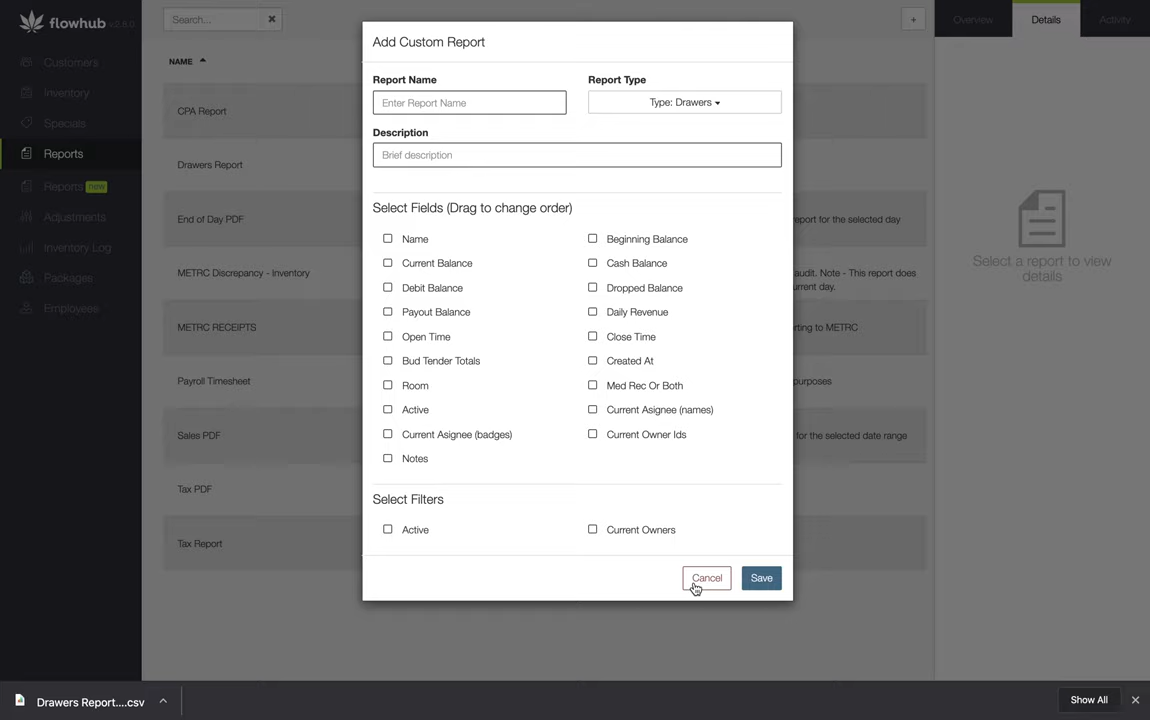 flowhub v2.5.0
Search...
+
Overview
Details
Activity
Customers
Inventory
Specials
Reports
Reports new
Adjustments
Inventory Log
Packages
Employees
NAME
CPA Report
Drawers Report
End of Day PDF
eport for the selected day
METRC Discrepancy - Inventory
audit. Note - This report does
urrent day.
METRC RECEIPTS
rting to METRC
Payroll Timesheet
purposes
Sales PDF
for the selected date range
Tax PDF
Tax Report
Select a report to view
details
Add Custom Report
Report Name
Report Type
Enter Report Name
Type: Drawers
Description
Brief description
Select Fields (Drag to change order)
Name
Beginning Balance
Current Balance
Cash Balance
Debit Balance
Dropped Balance
Payout Balance
Daily Revenue
Open Time
Close Time
Bud Tender Totals
Created At
Room
Med Rec Or Both
Active
Current Asignee (names)
Current Asignee (badges)
Current Owner Ids
Notes
Select Filters
Active
Current Owners
Cancel
Save
Drawers Report....csv
Show All